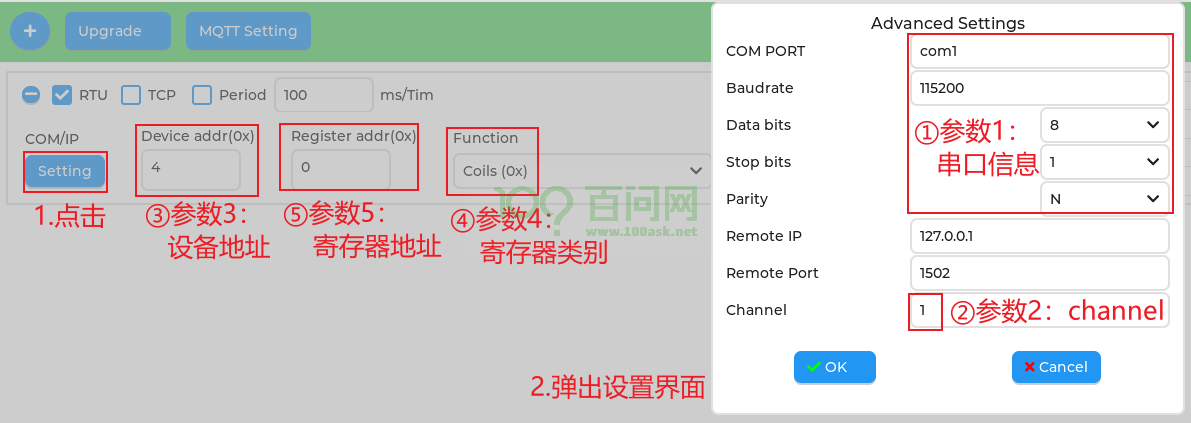 + Upgrade MQTT Setting
RTU TCP Period 100 ms/Tim
COM/IP Device addr(0x) Register addr(0x) Function
Setting 4 0 Coils (0x)
1.点击
③参数3：
设备地址
⑤参数5：
寄存器地址
④参数4：
寄存器类别
100? 百问网
www.100ask.net
2.弹出设置界面
Advanced Settings
COM PORT com1
Baudrate 115200
Data bits 8
Stop bits 1
Parity N
①参数1：
串口信息
Remote IP 127.0.0.1
Remote Port 1502
Channel 1 ②参数2：channel
OK Cancel